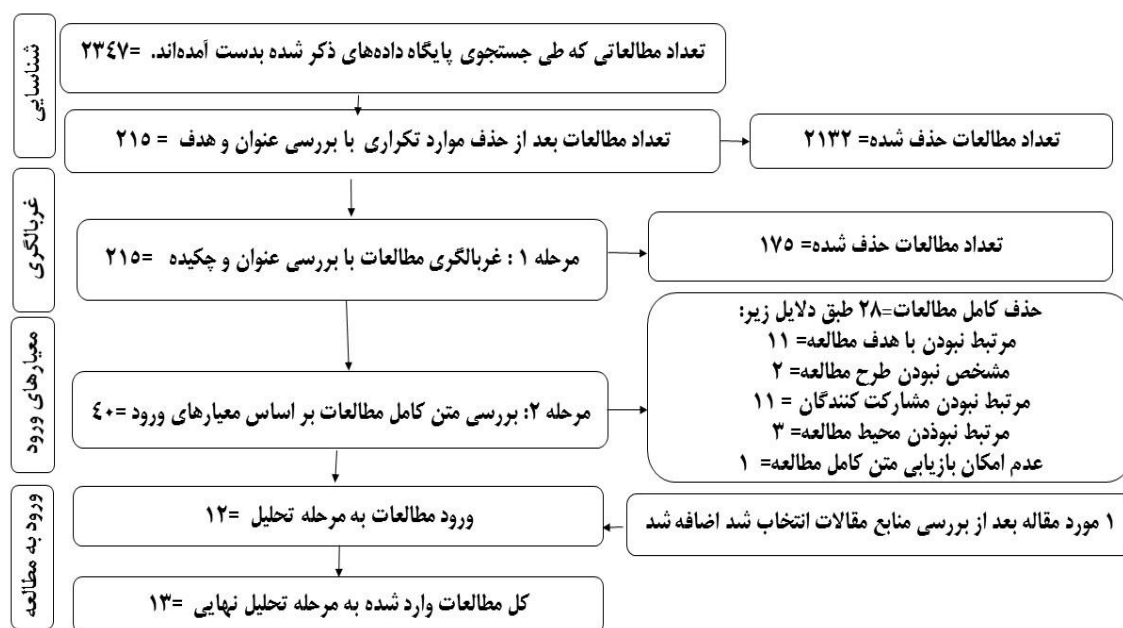 شناسایی
تعداد مطالعاتی که طی جستجوی پایگاه داده‌های ذکر شده بدست آمده‌اند. =۲۳٤۷
تعداد مطالعات بعد از حذف موارد تکراری با بررسی عنوان و هدف = ۲۱۵
تعداد مطالعات حذف شده= ۲۱۳۲
غربالگری
مرحله ۱ : غربالگری مطالعات با بررسی عنوان و چکیده =۲۱۵
تعداد مطالعات حذف شده= ۱۷۵
معیارهای ورود
مرحله ۲: بررسی متن کامل مطالعات بر اساس معیارهای ورود =٤۰
حذف کامل مطالعات=۲۸ طبق دلایل زیر:
مرتبط نبودن با هدف مطالعه= ۱۱
مشخص نبودن طرح مطالعه= ۲
مرتبط نبودن مشارکت کنندگان = ۱۱
مرتبط نبوذدن محیط مطالعه= ۳
عدم امکان بازیابی متن کامل مطالعه= ۱
ورود به مطالعه
ورود مطالعات به مرحله تحلیل =۱۲
۱ مورد مقاله بعد از بررسی منابع مقالات انتخاب شد اضافه شد
کل مطالعات وارد شده به مرحله تحلیل نهایی =۱۳